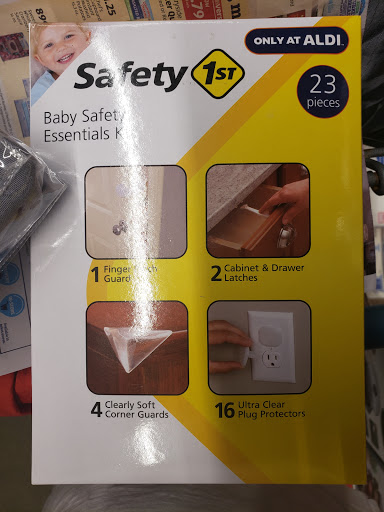 ONLY AT ALDI
Safety 1ST
23
pieces
Baby Safety
Essentials
1 Finger
Guard
2 Cabinet & Drawer
Latches
4 Clearly Soft
Corner Guards
16 Ultra Clear
Plug Protectors